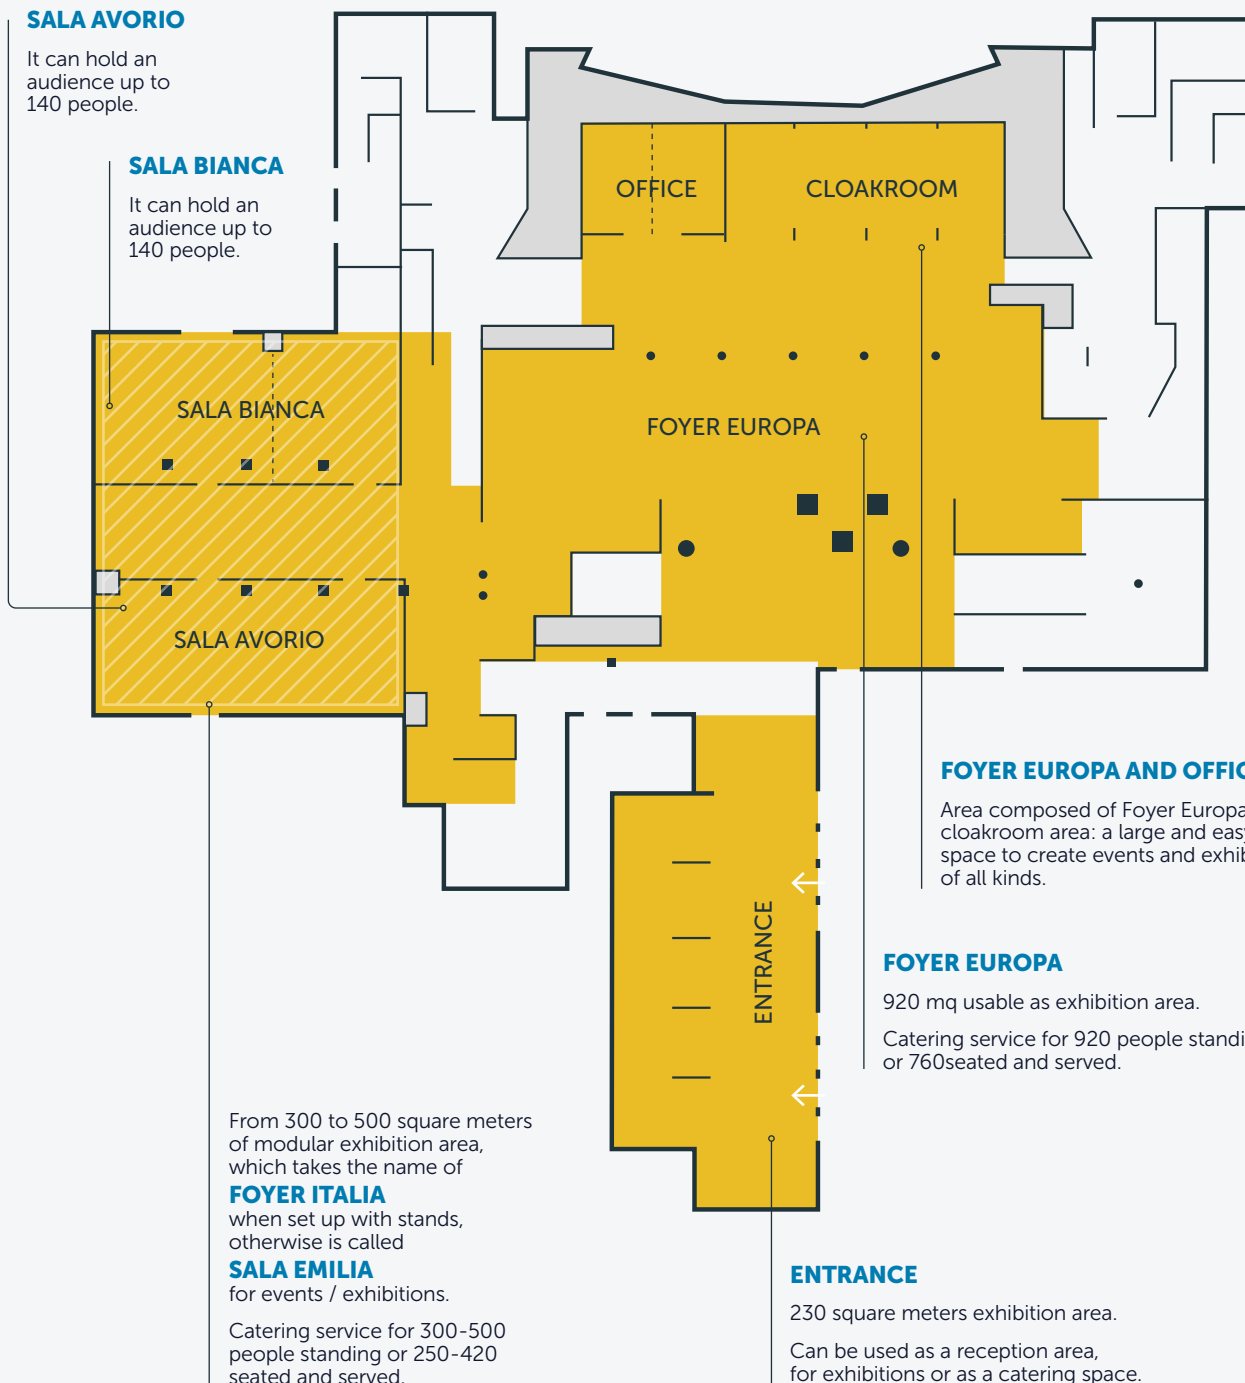 SALA AVORIO
It can hold an
audience up to
140 people.
SALA BIANCA
It can hold an
audience up to
140 people.
OFFICE
CLOAKROOM
SALA BIANCA
FOYER EUROPA
SALA AVORIO
ENTRANCE
FOYER EUROPA AND
Area composed of Foyer Europa
cloakroom area: a large and
space to create events and
of all kinds.
FOYER EUROPA
920 mq usable as exhibition area.
Catering service for 920 people
or 760seated and served.
From 300 to 500 square meters
of modular exhibition area,
which takes the name of
FOYER ITALIA
when set up with stands,
otherwise is called
SALA EMILIA
for events / exhibitions.
Catering service for 300-500
people standing or 250-420
seated and served.
ENTRANCE
230 square meters exhibition area.
Can be used as a reception area,
for exhibitions or as a catering space.